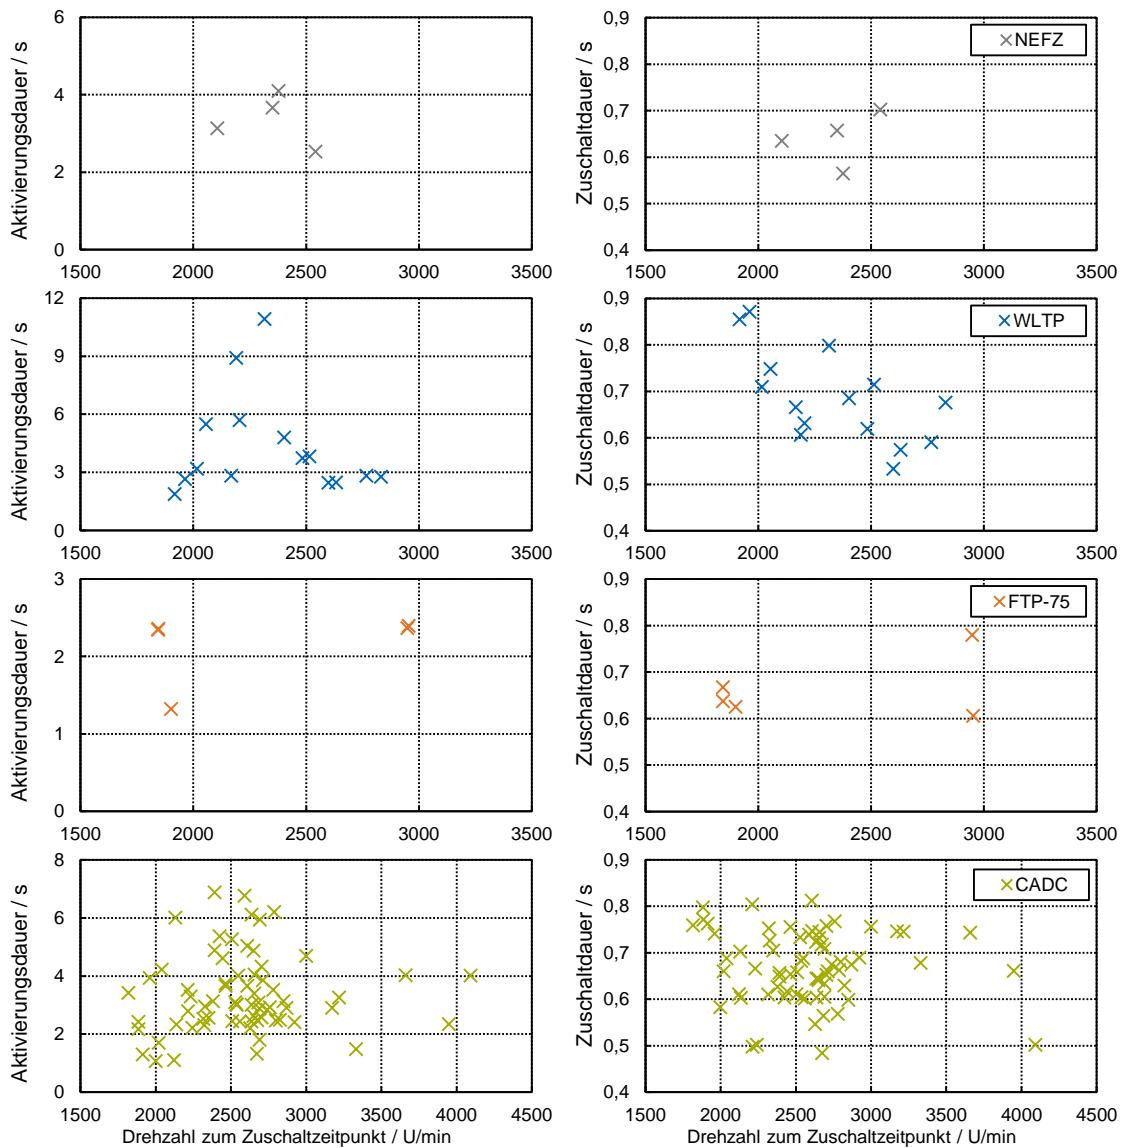 Aktivierungsdauer / s
6
4
2
0
1500 2000 2500 3000 3500
Zuschaltdauer / s
0,9
0,8
0,7
0,6
0,5
0,4
1500 2000 2500 3000 3500
NEFZ
Aktivierungsdauer / s
12
9
6
3
0
1500 2000 2500 3000 3500
Zuschaltdauer / s
0,9
0,8
0,7
0,6
0,5
0,4
1500 2000 2500 3000 3500
WLTP
Aktivierungsdauer / s
3
2
1
0
1500 2000 2500 3000 3500
Zuschaltdauer / s
0,9
0,8
0,7
0,6
0,5
0,4
1500 2000 2500 3000 3500
FTP-75
Aktivierungsdauer / s
8
6
4
2
0
1500 2000 2500 3000 3500 4000 4500
Drehzahl zum Zuschaltzeitpunkt / U/min
Zuschaltdauer / s
0,9
0,8
0,7
0,6
0,5
0,4
1500 2000 2500 3000 3500 4000 4500
Drehzahl zum Zuschaltzeitpunkt / U/min
CADC